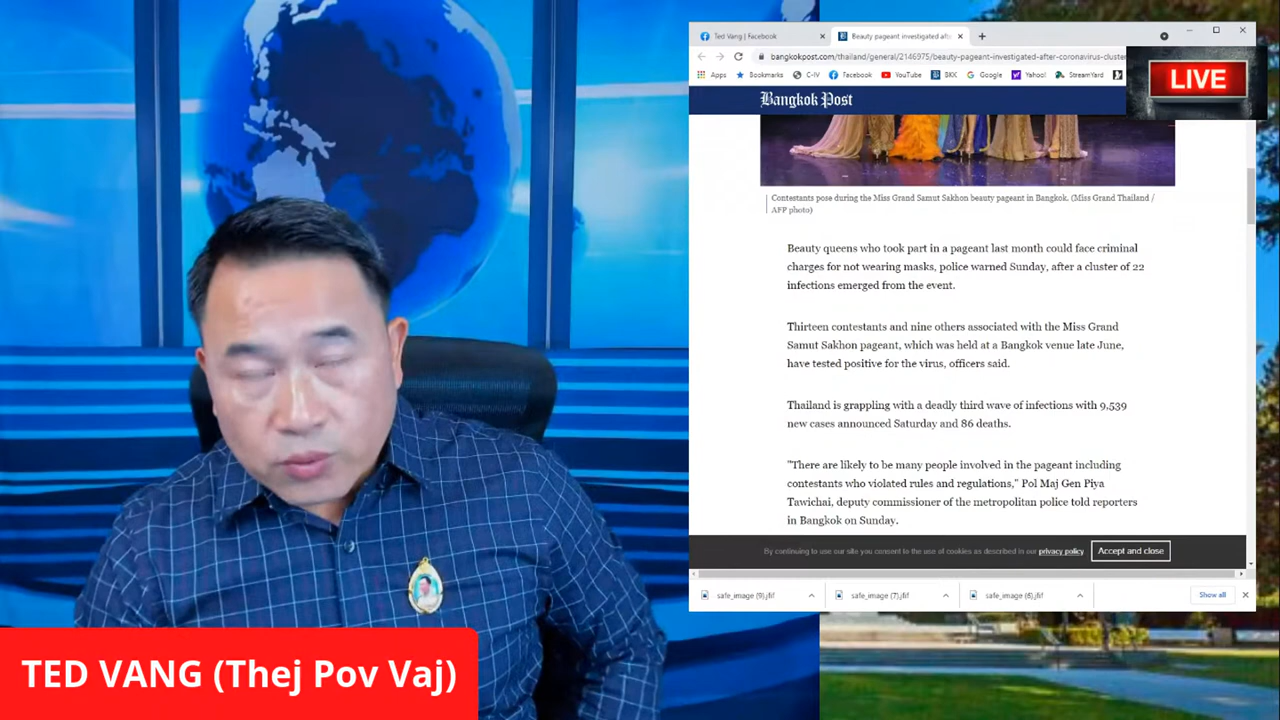 Ted Vang | Facebook
Beauty pageant investigated afte
bangkokpost.com/thailand/general/2146975/beauty-pageant-investigated-after-coronavirus-cluster
Apps Bookmarks C-IV Facebook YouTube BKK Google Yahoo! StreamYard
LIVE
Bangkok Post
Contestants pose during the Miss Grand Samut Sakhon beauty pageant in Bangkok. (Miss Grand Thailand /
AFP photo)
Beauty queens who took part in a pageant last month could face criminal
charges for not wearing masks, police warned Sunday, after a cluster of 22
infections emerged from the event.
Thirteen contestants and nine others associated with the Miss Grand
Samut Sakhon pageant, which was held at a Bangkok venue late June,
have tested positive for the virus, officers said.
Thailand is grappling with a deadly third wave of infections with 9,539
new cases announced Saturday and 86 deaths.
"There are likely to be many people involved in the pageant including
contestants who violated rules and regulations," Pol Maj Gen Piya
Tawichai, deputy commissioner of the metropolitan police told reporters
in Bangkok on Sunday.
By continuing to use our site you consent to the use of cookies as described in our privacy policy
Accept and close
safe_image (9).jfif
safe_image (7).jfif
safe_image (6).jfif
Show all
TED VANG (Thej Pov Vaj)